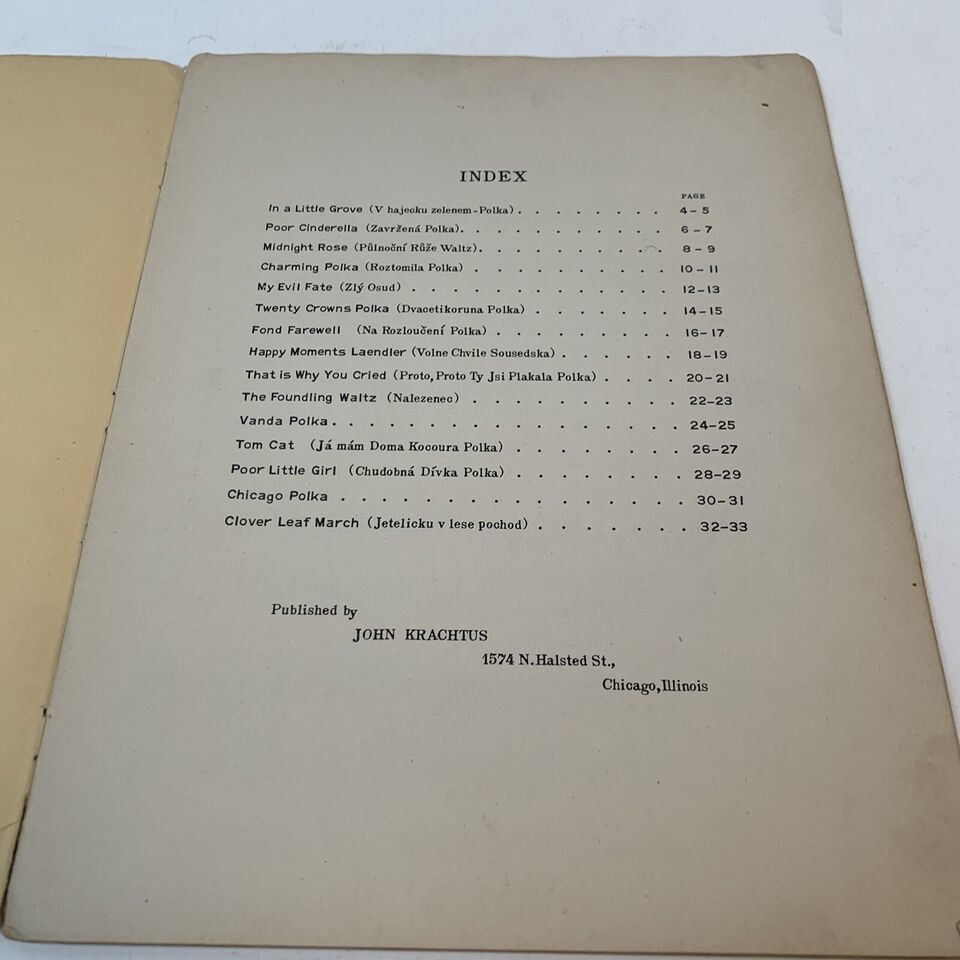 INDEX
PAGE
In a Little Grove (V hajecku zelenem-Polka) . . . . . . . 4-5
Poor Cinderella (Zavržená Polka). . . . . . . . . . 6-7
Midnight Rose (Půlnoční Růže Waltz). . . . . . . . . 8-9
Charming Polka (Roztomila Polka) . . . . . . . . . . 10-11
My Evil Fate (Zlý Osud) . . . . . . . . . . . . . 12-13
Twenty Crowns Polka (Dvacetikoruna Polka) . . . . . . . 14-15
Fond Farewell (Na Rozloučení Polka) . . . . . . . . . 16-17
Happy Moments Laendler (Volne Chvile Sousedska) . . . . . . 18-19
That is Why You Cried (Proto, Proto Ty Jsi Plakala Polka) . . . . 20-21
The Foundling Waltz (Nalezenec) . . . . . . . . . . 22-23
Vanda Polka. . . . . . . . . . . . . . . . 24-25
Tom Cat (Já mám Doma Kocoura Polka) . . . . . . . . 26-27
Poor Little Girl (Chudobná Dívka Polka) . . . . . . . . 28-29
Chicago Polka . . . . . . . . . . . . . . . 30-31
Clover Leaf March (Jetelicku v lese pochod) . . . . . . . 32-33
Published by
JOHN KRACHTUS
1574 N. Halsted St.,
Chicago, Illinois